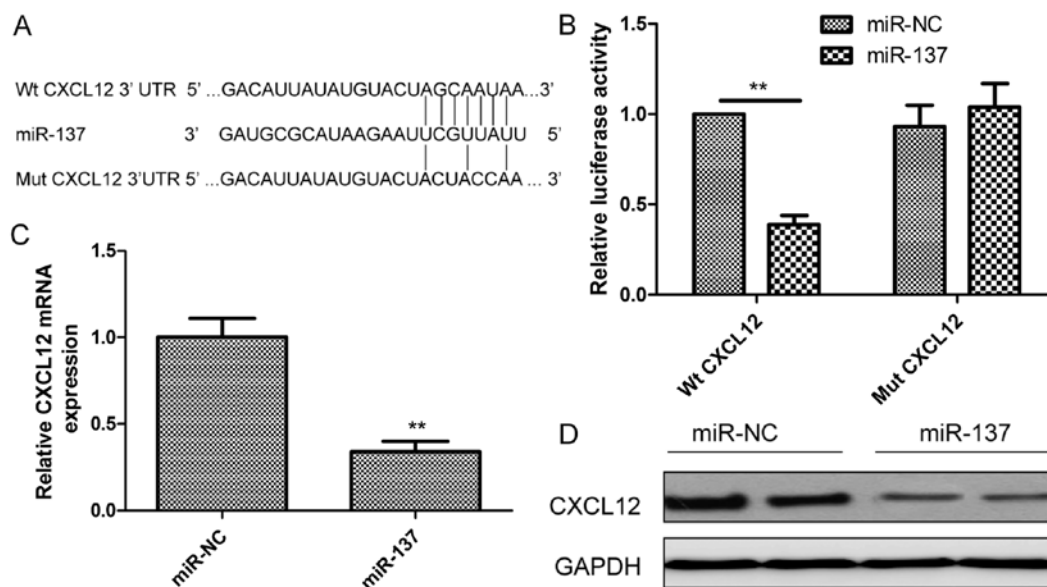 A
Wt CXCL12 3' UTR 5' ...GACAUUAUAUGUACUAGCAAUAA...3'
miR-137 3' GAUGCGCAUAAGAAUUCGUUAUU 5'
Mut CXCL12 3'UTR 5' ...GACAUUAUAUGUACUACUACCAA... 3'
B
miR-NC
miR-137
Relative luciferase activity
1.5
1.0
0.5
0.0
**
Wt CXCL12
Mut CXCL12
C
Relative CXCL12 mRNA
expression
1.5
1.0
0.5
0.0
**
miR-NC
miR-137
D
miR-NC miR-137
CXCL12
GAPDH